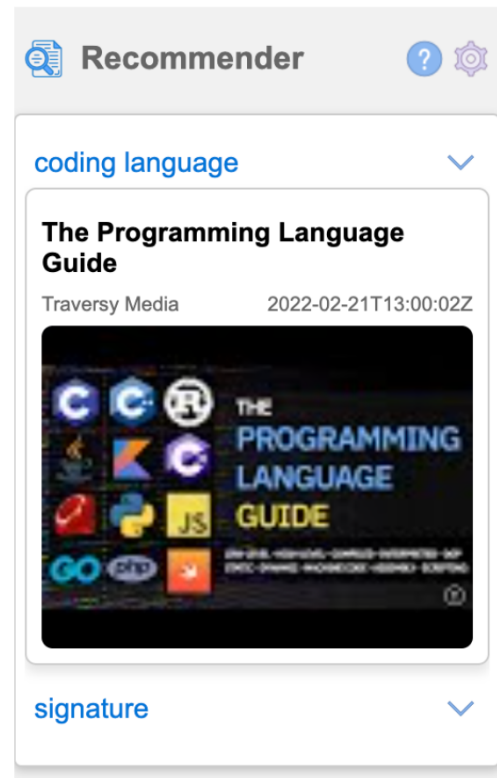 Recommender
?
coding language
The Programming Language
Guide
Traversy Media 2022-02-21T13:00:02Z
C C R THE
PROGRAMMING
C LANGUAGE
JS GUIDE
GO php
signature